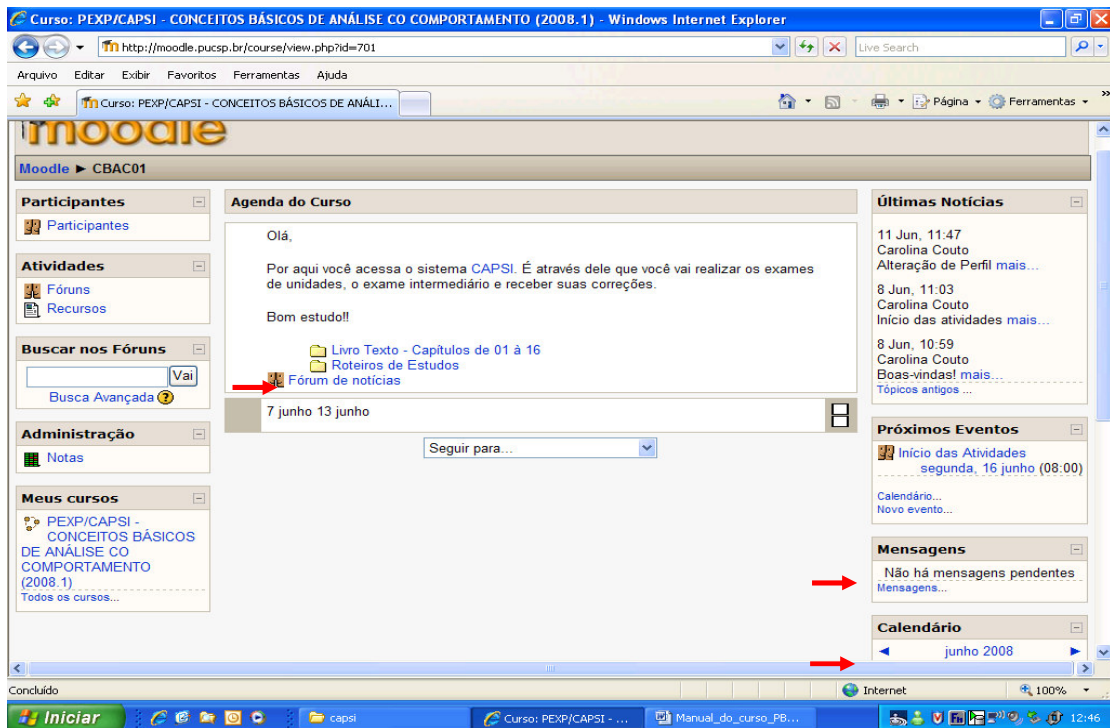 Curso: PEXP/CAPSI - CONCEITOS BÁSICOS DE ANÁLISE CO COMPORTAMENTO (2008.1) - Windows Internet Explorer
http://moodle.pucsp.br/course/view.php?id=701
Live Search
Arquivo Editar Exibir Favoritos Ferramentas Ajuda
Curso: PEXP/CAPSI - CONCEITOS BÁSICOS DE ANÁLI...
Página Ferramentas
moodle
Moodle ► CBAC01
Participantes
Participantes
Atividades
Fóruns
Recursos
Buscar nos Fóruns
Vai
Busca Avançada ?
Administração
Notas
Meus cursos
PEXP/CAPSI -
CONCEITOS BÁSICOS
DE ANÁLISE CO
COMPORTAMENTO
(2008.1)
Todos os cursos...
Agenda do Curso
Olá,
Por aqui você acessa o sistema CAPSI. É através dele que você vai realizar os exames
de unidades, o exame intermediário e receber suas correções.
Bom estudo!!
Livro Texto - Capítulos de 01 à 16
Roteiros de Estudos
Fórum de notícias
7 junho 13 junho
Seguir para...
Últimas Notícias
11 Jun, 11:47
Carolina Couto
Alteração de Perfil mais...
8 Jun, 11:03
Carolina Couto
Início das atividades mais...
8 Jun, 10:59
Carolina Couto
Boas-vindas! mais...
Tópicos antigos ...
Próximos Eventos
Início das Atividades
segunda, 16 junho (08:00)
Calendário...
Novo evento...
Mensagens
Não há mensagens pendentes
Mensagens...
Calendário
◄ junho 2008 ►
Concluído
Internet
100%
Iniciar
capsi
Curso: PEXP/CAPSI - ...
Manual_do_curso_PB...
12:46